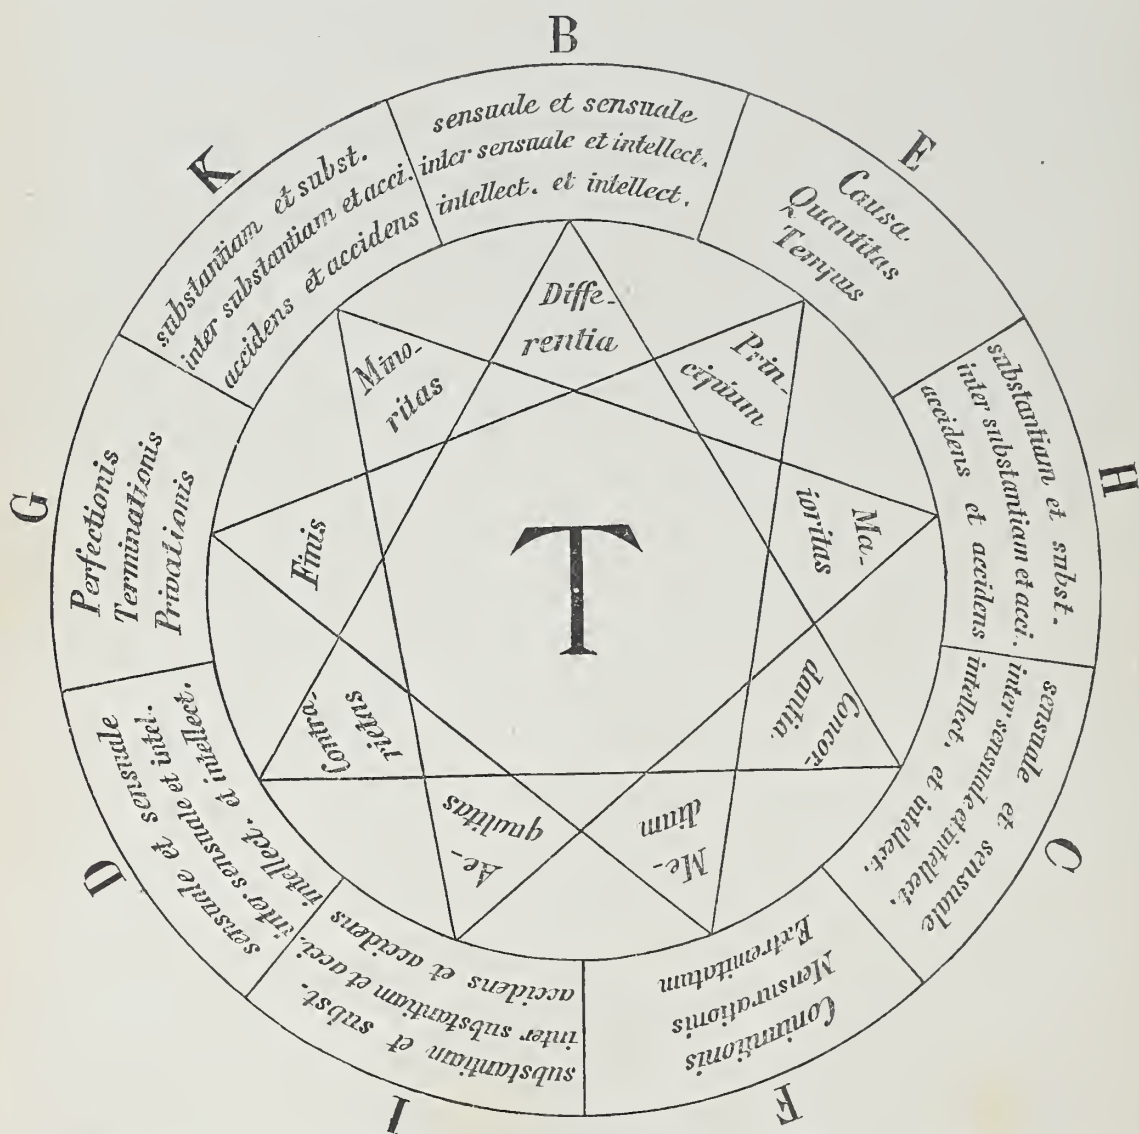 B
sensuale et sensuale
inter sensuale et intellect.
intellect. et intellect.
Diffe-
rentia
E
Causa
Quantitas
Tempus
Prin-
cipium
H
substantiam et subst.
inter substantiam et acci.
accidens et accidens
Ma-
ioritas
C
sensuale et sensuale
inter sensuale et intellect.
intellect. et intellect.
Concor-
dantia
F
Coniunctionis
Mensurationis
Extremitatum
Me-
dium
I
substantiam et subst.
inter substantiam et acci.
accidens et accidens
Ae-
qualitas
D
sensuale et sensuale
inter sensuale et intel.
intellect. et intellect.
Contra-
rietas
G
Perfectionis
Terminationis
Privationis
Finis
K
substantiam et subst.
inter substantiam et acci.
accidens et accidens
Mino-
ritas
T